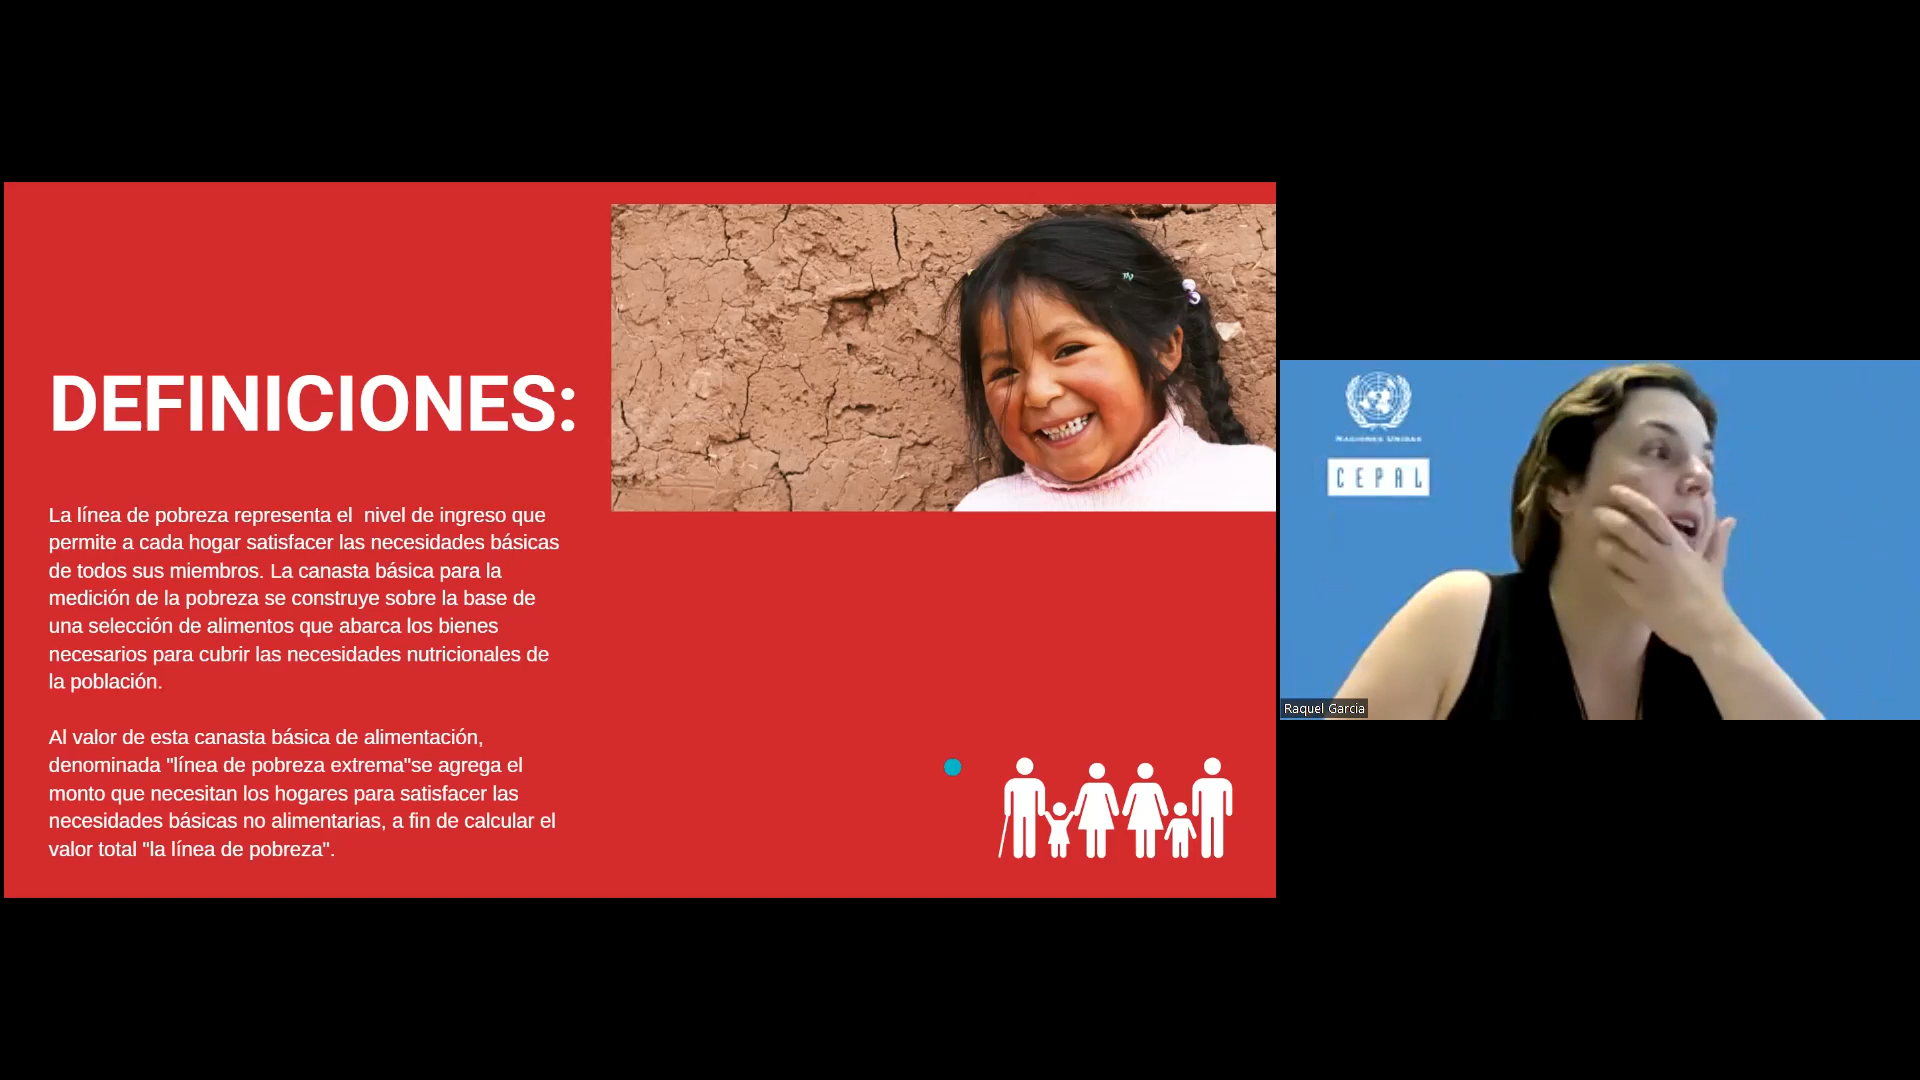 DEFINICIONES:
La línea de pobreza representa el  nivel de ingreso que
permite a cada hogar satisfacer las necesidades básicas
de todos sus miembros. La canasta básica para la
medición de la pobreza se construye sobre la base de
una selección de alimentos que abarca los bienes
necesarios para cubrir las necesidades nutricionales de
la población.
Al valor de esta canasta básica de alimentación,
denominada "línea de pobreza extrema"se agrega el
monto que necesitan los hogares para satisfacer las
necesidades básicas no alimentarias, a fin de calcular el
valor total "la línea de pobreza".
NACIONES UNIDAS
CEPAL
Raquel Garcia